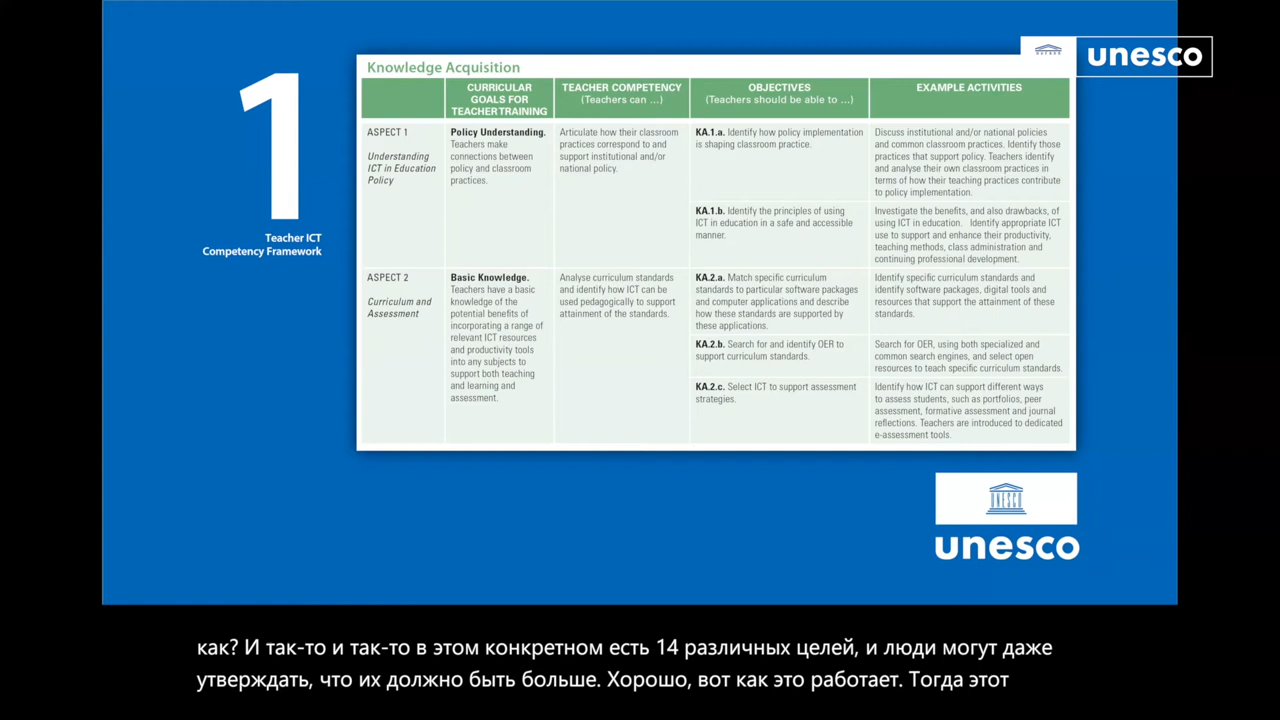 unesco
1
Teacher ICT
Competency Framework
Knowledge Acquisition
CURRICULAR
GOALS FOR
TEACHER TRAINING
TEACHER COMPETENCY
(Teachers can ...)
OBJECTIVES
(Teachers should be able to ...)
EXAMPLE ACTIVITIES
ASPECT 1
Understanding
ICT in Education
Policy
Policy Understanding.
Teachers make
connections between
policy and classroom
practices.
Articulate how their classroom
practices correspond to and
support institutional and/or
national policy.
KA.1.a. Identify how policy implementation
is shaping classroom practice.
Discuss institutional and/or national policies
and common classroom practices. Identify those
practices that support policy. Teachers identify
and analyse their own classroom practices in
terms of how their teaching practices contribute
to policy implementation.
KA.1.b. Identify the principles of using
ICT in education in a safe and accessible
manner.
Investigate the benefits, and also drawbacks, of
using ICT in education. Identify appropriate ICT
use to support and enhance their productivity,
teaching methods, class administration and
continuing professional development.
ASPECT 2
Curriculum and
Assessment
Basic Knowledge.
Teachers have a basic
knowledge of the
potential benefits of
incorporating a range of
relevant ICT resources
and productivity tools
into any subjects to
support both teaching
and learning and
assessment.
Analyse curriculum standards
and identify how ICT can be
used pedagogically to support
attainment of the standards.
KA.2.a. Match specific curriculum
standards to particular software packages
and computer applications and describe
how these standards are supported by
these applications.
Identify specific curriculum standards and
identify software packages, digital tools and
resources that support the attainment of these
standards.
KA.2.b. Search for and identify OER to
support curriculum standards.
Search for OER, using both specialized and
common search engines, and select open
resources to teach specific curriculum standards.
KA.2.c. Select ICT to support assessment
strategies.
Identify how ICT can support different ways
to assess students, such as portfolios, peer
assessment, formative assessment and journal
reflections. Teachers are introduced to dedicated
e-assessment tools.
UNESCO
unesco
как? И так-то и так-то в этом конкретном есть 14 различных целей, и люди могут даже
утверждать, что их должно быть больше. Хорошо, вот как это работает. Тогда этот